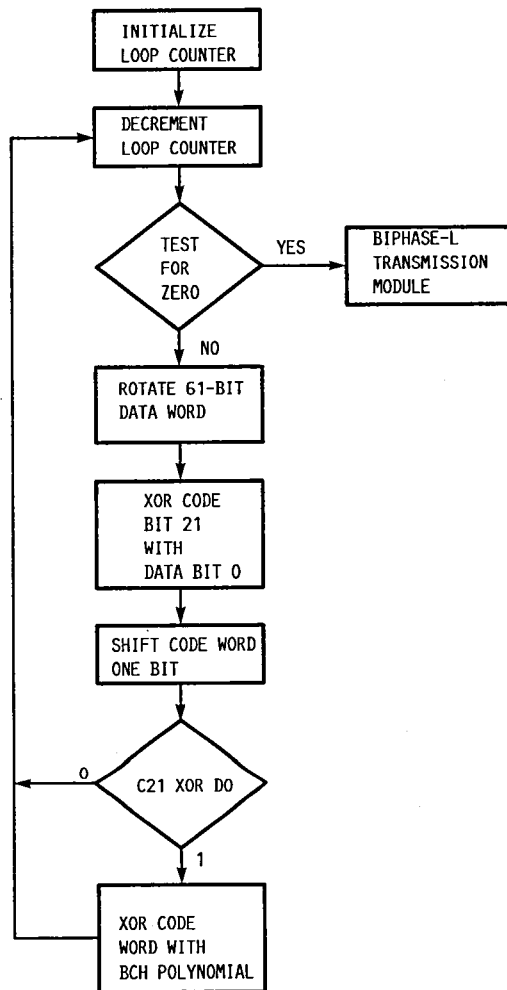 INITIALIZE
LOOP COUNTER
DECREMENT
LOOP COUNTER
TEST
FOR
ZERO
YES
BIPHASE-L
TRANSMISSION
MODULE
NO
ROTATE 61-BIT
DATA WORD
XOR CODE
BIT 21
WITH
DATA BIT 0
SHIFT CODE WORD
ONE BIT
0
C21 XOR DO
1
XOR CODE
WORD WITH
BCH POLYNOMIAL